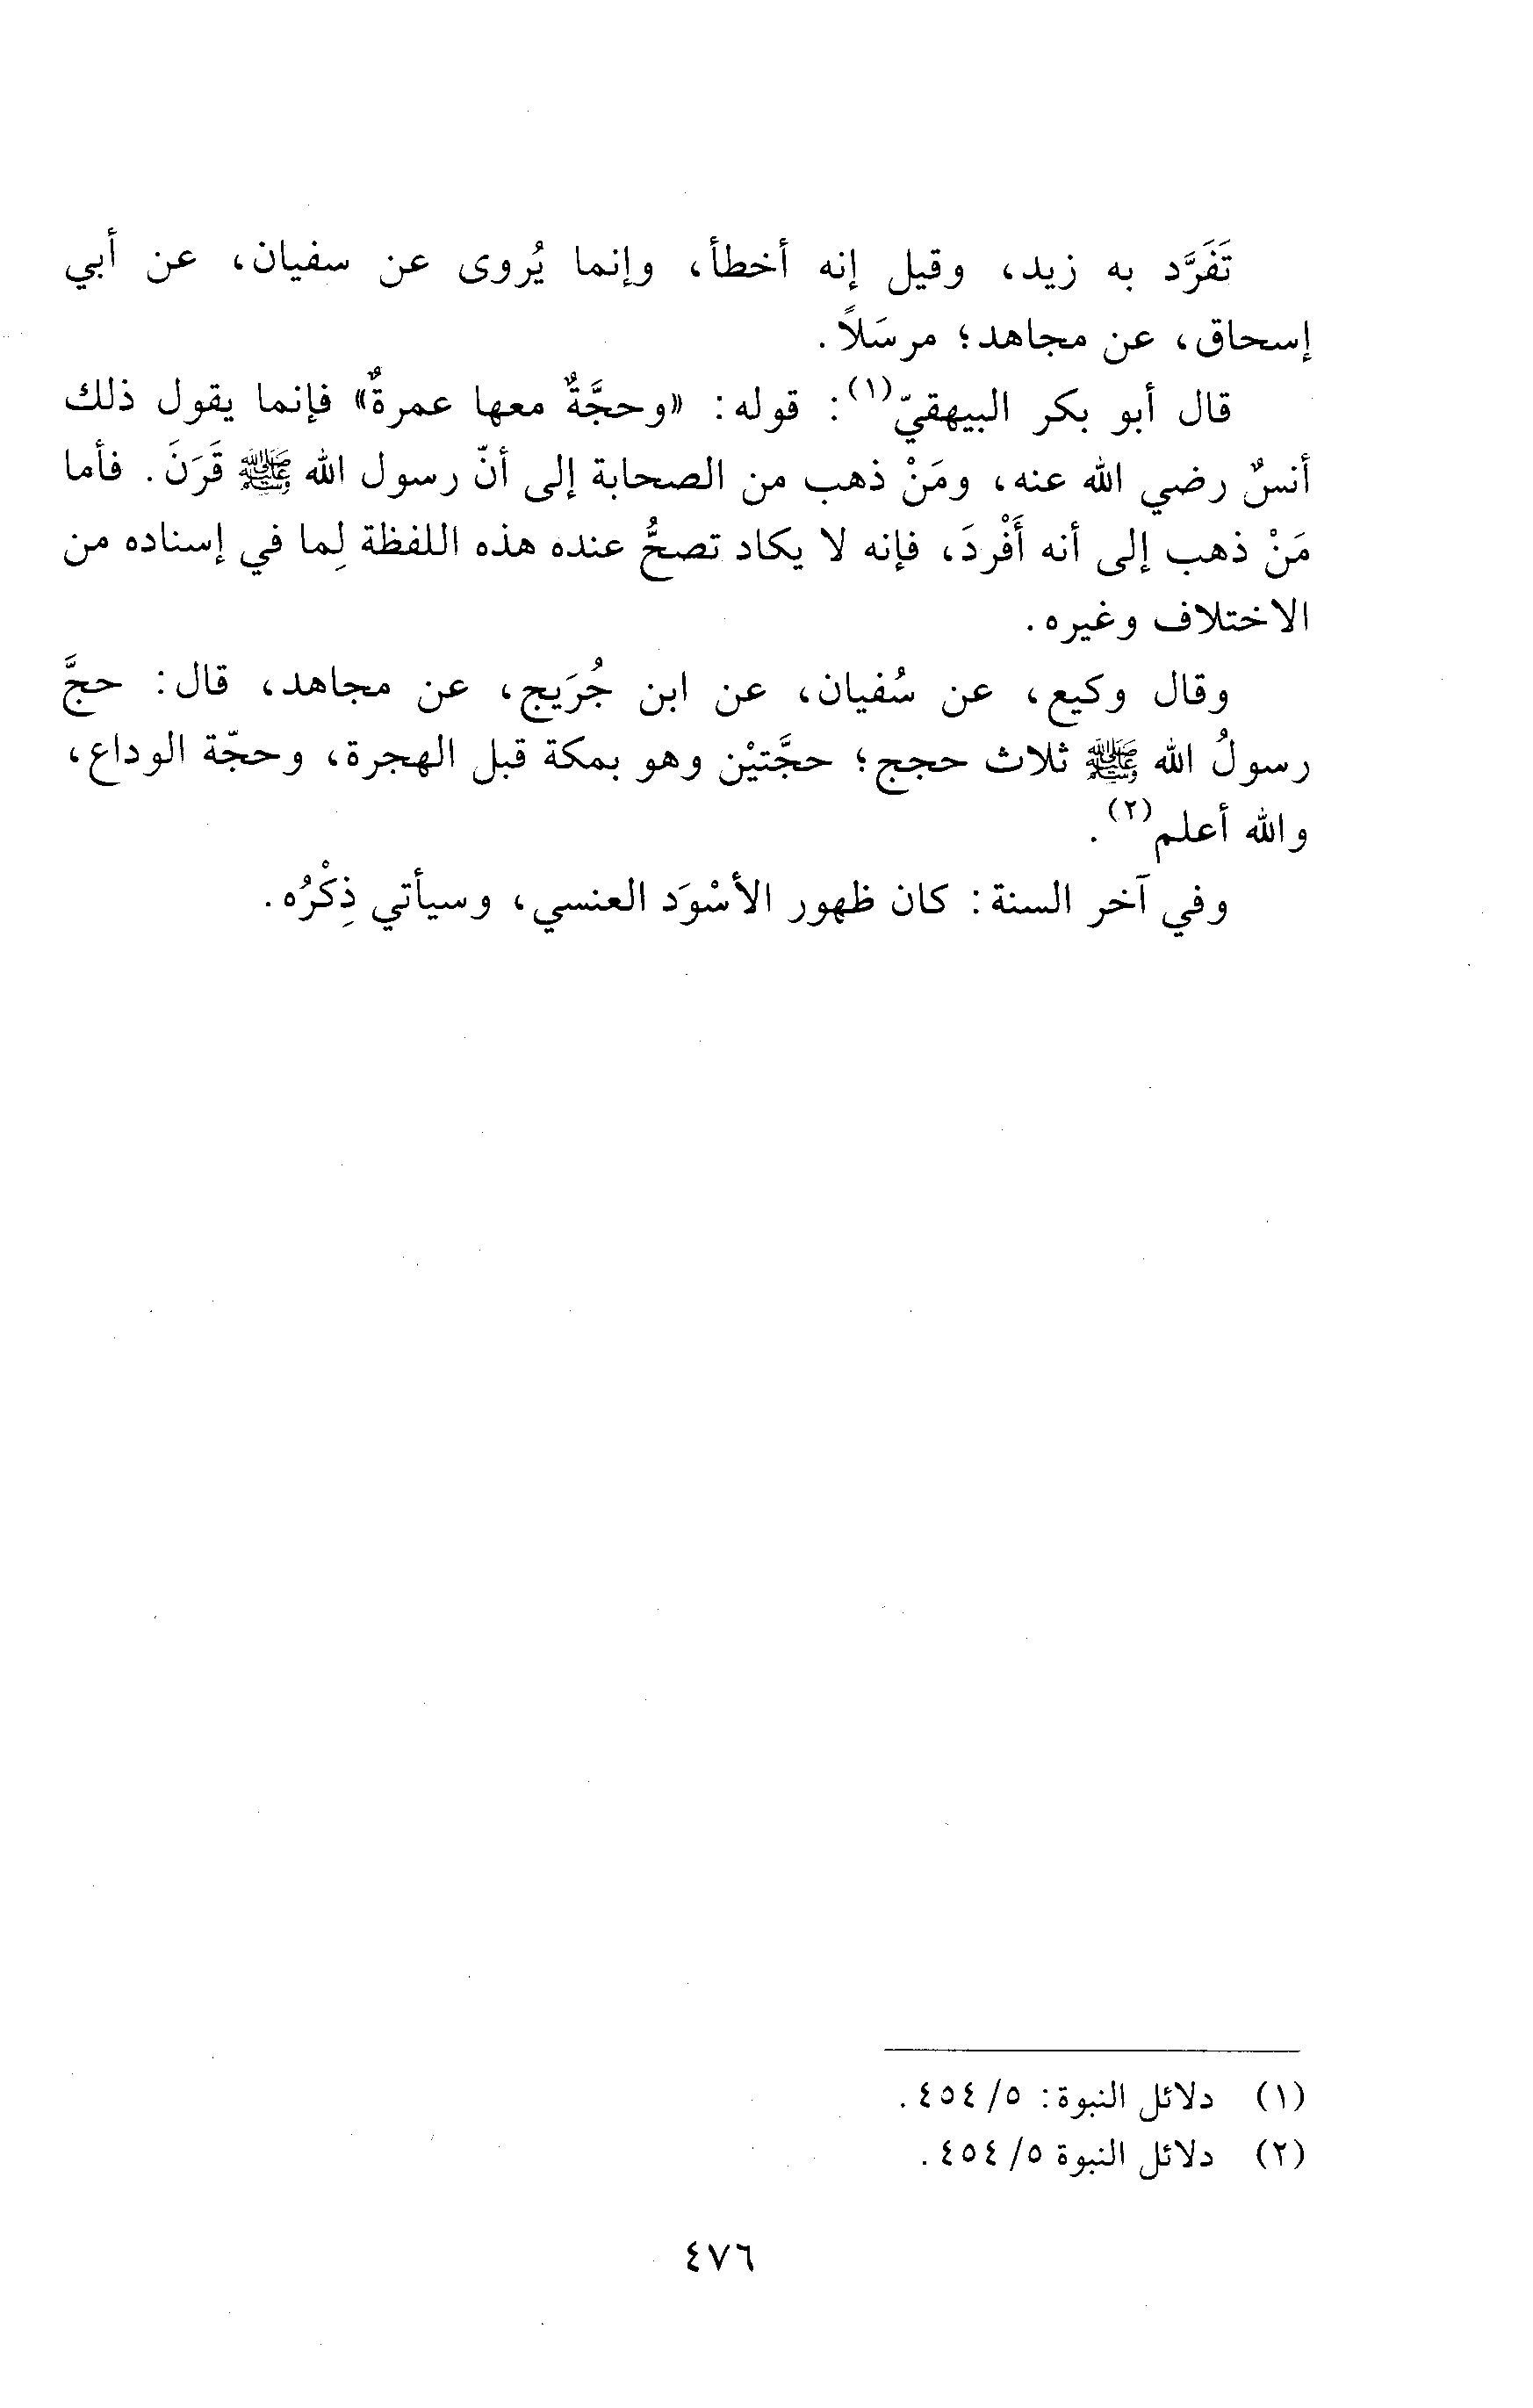 تَفَرَّد به زيد، وقيل إنه أخطأ، وإنما يُروى عن سفيان، عن أبي
إسحاق، عن مجاهد؛ مرسَلاً.
قال أبو بكر البيهقيّ(١): قوله: «وحجَّةٌ معها عمرةٌ» فإنما يقول ذلك
أنسٌ رضي الله عنه، ومَنْ ذهب من الصحابة إلى أنّ رسول الله ﷺ قَرَنَ. فأما
مَنْ ذهب إلى أنه أَفْردَ، فإنه لا يكاد تصحُّ عنده هذه اللفظة لِما في إسناده من
الاختلاف وغيره.
وقال وكيع، عن سُفيان، عن ابن جُرَيج، عن مجاهد، قال: حجَّ
رسولُ الله ﷺ ثلاث حجج؛ حجَّتيْن وهو بمكة قبل الهجرة، وحجّة الوداع،
والله أعلم(٢).
وفي آخر السنة: كان ظهور الأسْوَد العنسي، وسيأتي ذِكْرُه.
(١) دلائل النبوة: ٥/ ٤٥٤.
(٢) دلائل النبوة ٥/ ٤٥٤.
٤٧٦